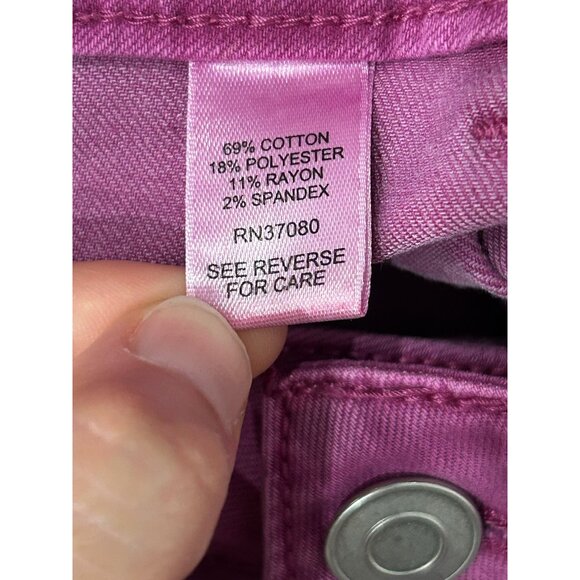 69% COTTON
18% POLYESTER
11% RAYON
2% SPANDEX
RN37080
SEE REVERSE
FOR CARE